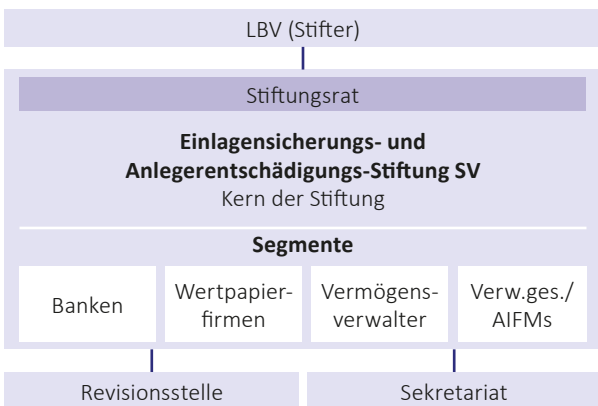 LBV (Stifter)
Stiftungsrat
Einlagensicherungs- und
Anlegerentschädigungs-Stiftung SV
Kern der Stiftung
Segmente
Banken
Wertpapier-
firmen
Vermögens-
verwalter
Verw.ges./
AIFMs
Revisionsstelle
Sekretariat